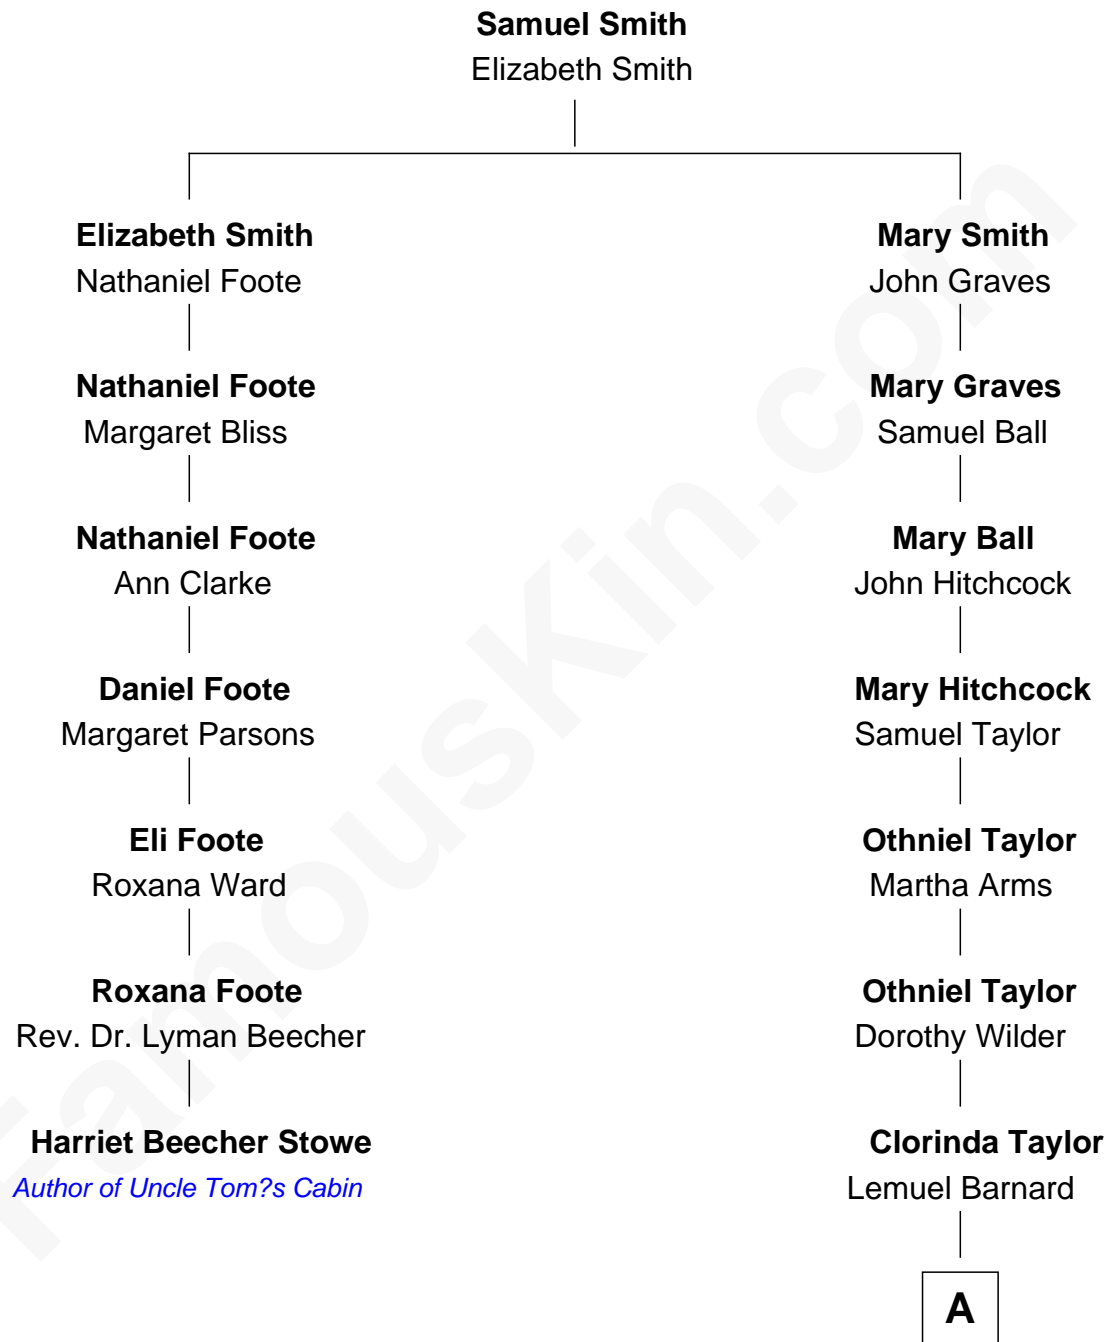 Samuel Smith
Elizabeth Smith
Elizabeth Smith
Nathaniel Foote
Mary Smith
John Graves
Nathaniel Foote
Margaret Bliss
Mary Graves
Samuel Ball
Nathaniel Foote
Ann Clarke
Mary Ball
John Hitchcock
Daniel Foote
Margaret Parsons
Mary Hitchcock
Samuel Taylor
Eli Foote
Roxana Ward
Othniel Taylor
Martha Arms
Roxana Foote
Rev. Dr. Lyman Beecher
Othniel Taylor
Dorothy Wilder
Harriet Beecher Stowe
Author of Uncle Tom?s Cabin
Clorinda Taylor
Lemuel Barnard
A
FamousKin.com